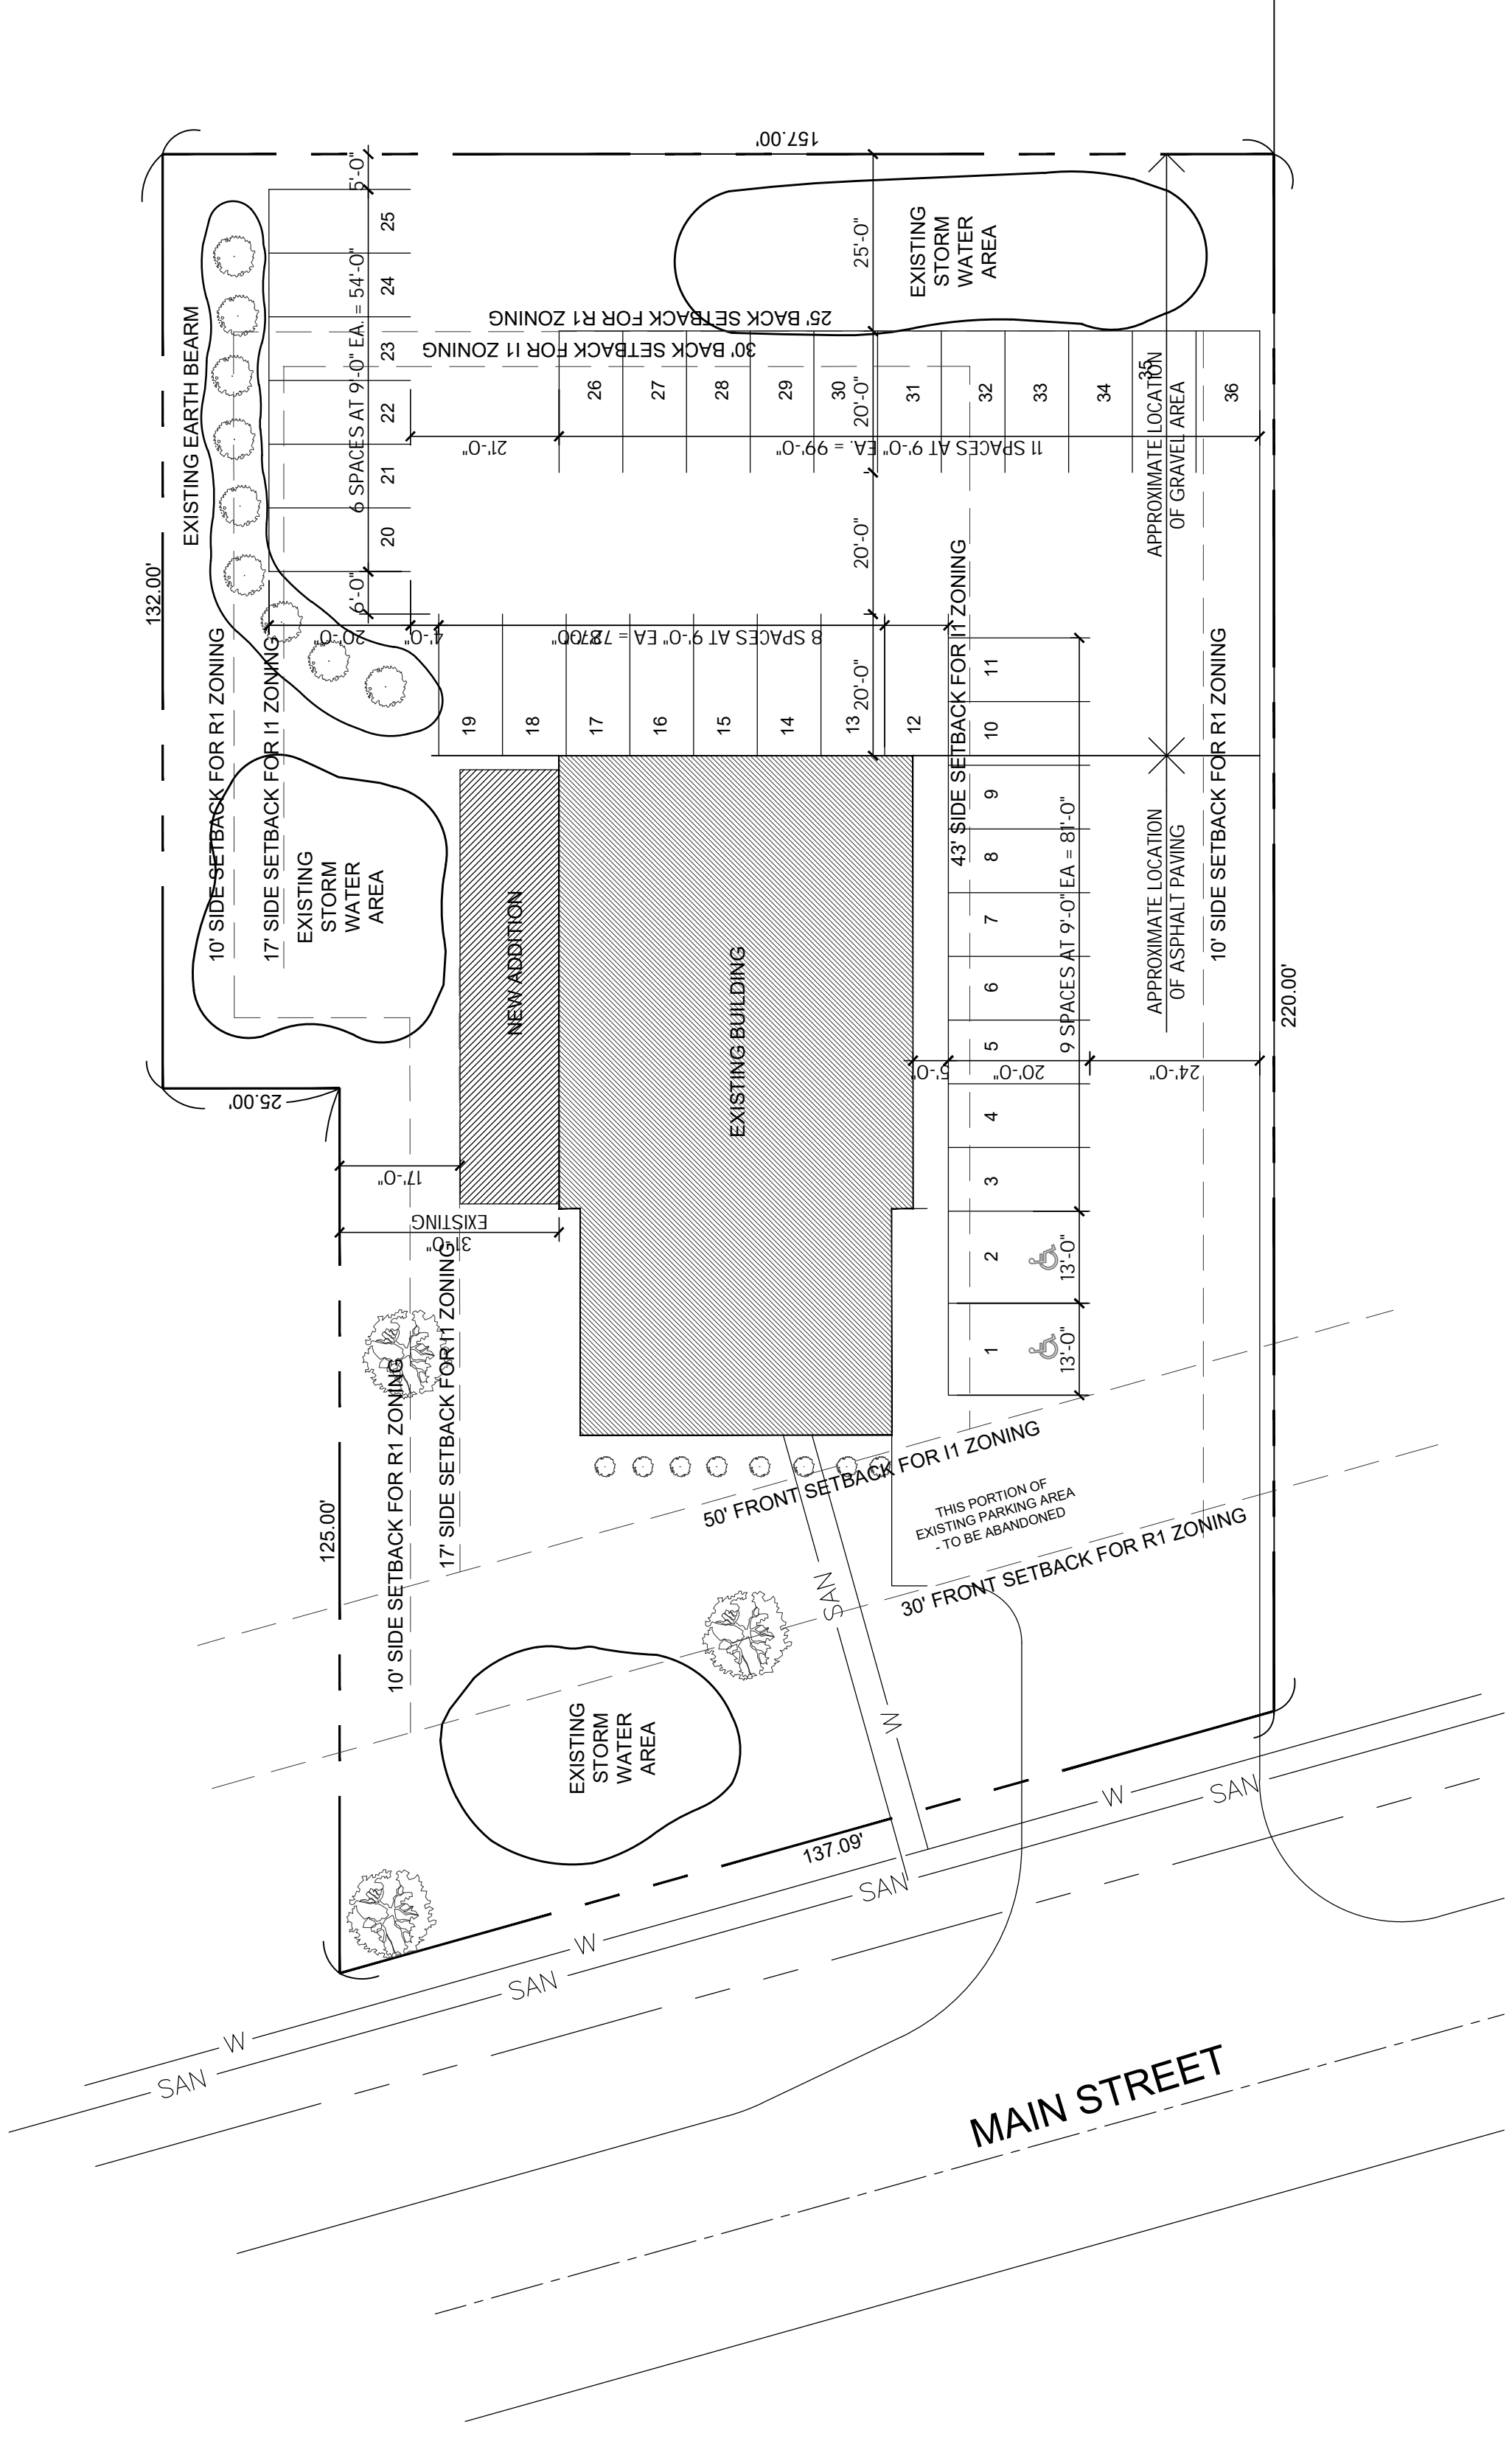 157.00'
5'-0"
25
24
6 SPACES AT 9'-0" EA. = 54'-0"
23
22
21
20
6'-0"
EXISTING EARTH BEARM
132.00'
25'-0"
EXISTING
STORM
WATER
AREA
25' BACK SETBACK FOR R1 ZONING
30' BACK SETBACK FOR I1 ZONING
26
27
28
29
30
31
32
33
34
35
36
20'-0"
21'-0"
11 SPACES AT 9'-0" EA. = 99'-0"
APPROXIMATE LOCATION
OF GRAVEL AREA
20'-0"
20'-0"
4'-0"
8 SPACES AT 9'-0" EA = 72'-0"
20'-0"
19
18
17
16
15
14
13
12
11
10
9
8
7
6
5
4
3
2
1
10' SIDE SETBACK FOR R1 ZONING
17' SIDE SETBACK FOR I1 ZONING
43' SIDE SETBACK FOR I1 ZONING
10' SIDE SETBACK FOR R1 ZONING
EXISTING
STORM
WATER
AREA
NEW ADDITION
EXISTING BUILDING
9 SPACES AT 9'-0" EA = 81'-0"
APPROXIMATE LOCATION
OF ASPHALT PAVING
220.00'
5'-0"
20'-0"
24'-0"
25.00'
17'-0"
EXISTING
31'-0"
13'-0"
13'-0"
10' SIDE SETBACK FOR R1 ZONING
17' SIDE SETBACK FOR I1 ZONING
125.00'
50' FRONT SETBACK FOR I1 ZONING
THIS PORTION OF
EXISTING PARKING AREA
- TO BE ABANDONED
30' FRONT SETBACK FOR R1 ZONING
SAN
W
EXISTING
STORM
WATER
AREA
137.09'
W
SAN
SAN
W
SAN
W
SAN
MAIN STREET